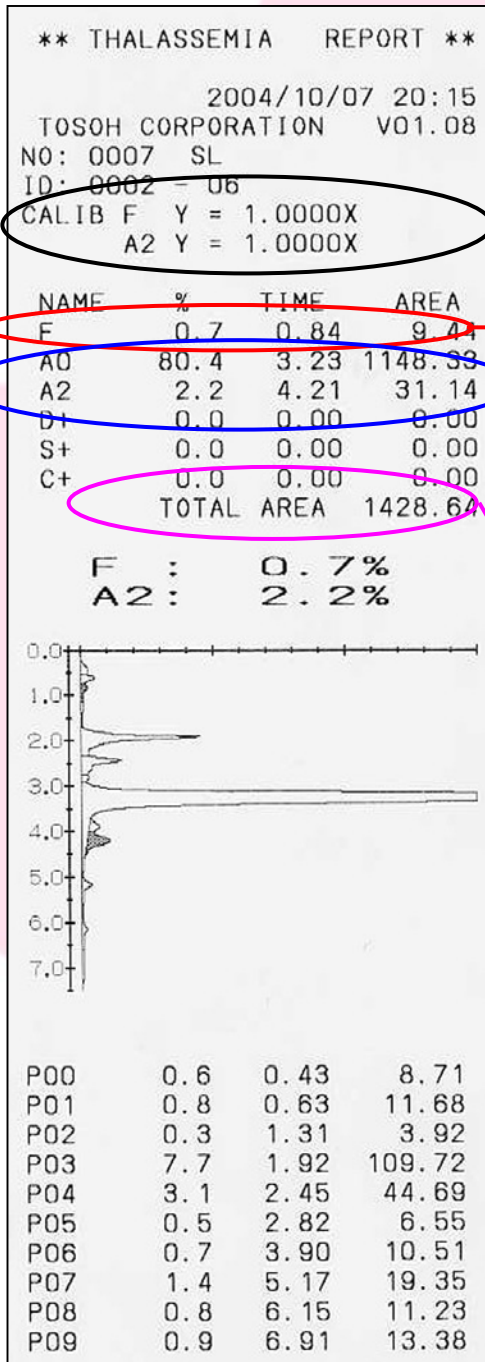 ** THALASSEMIA REPORT **
2004/10/07 20:15
TOSOH CORPORATION V01.08
NO: 0007 SL
ID: 0002 - 06
CALIB F Y = 1.0000X
A2 Y = 1.0000X
NAME % TIME AREA
F 0.7 0.84 9.44
A0 80.4 3.23 1148.33
A2 2.2 4.21 31.14
D+ 0.0 0.00 0.00
S+ 0.0 0.00 0.00
C+ 0.0 0.00 0.00
TOTAL AREA 1428.64
F : 0.7%
A2: 2.2%
0.0
1.0
2.0
3.0
4.0
5.0
6.0
7.0
P00 0.6 0.43 8.71
P01 0.8 0.63 11.68
P02 0.3 1.31 3.92
P03 7.7 1.92 109.72
P04 3.1 2.45 44.69
P05 0.5 2.82 6.55
P06 0.7 3.90 10.51
P07 1.4 5.17 19.35
P08 0.8 6.15 11.23
P09 0.9 6.91 13.38